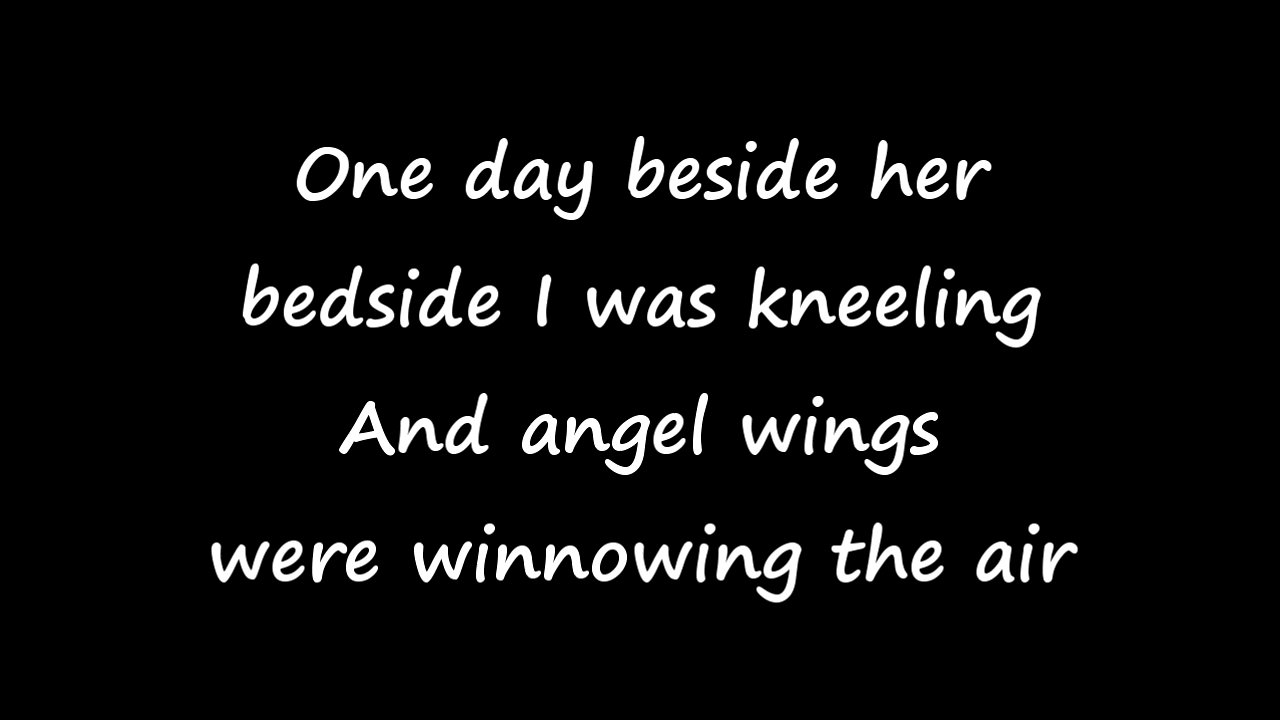 One day beside her
bedside I was kneeling
And angel wings
were winnowing the air